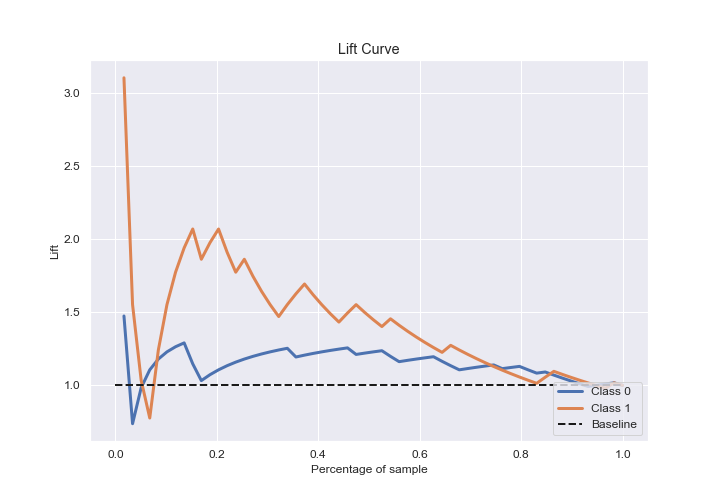 Lift Curve
3.0
2.5
2.0
1.5
1.0
Lift
0.0 0.2 0.4 0.6 0.8 1.0
Percentage of sample
Class 0
Class 1
Baseline